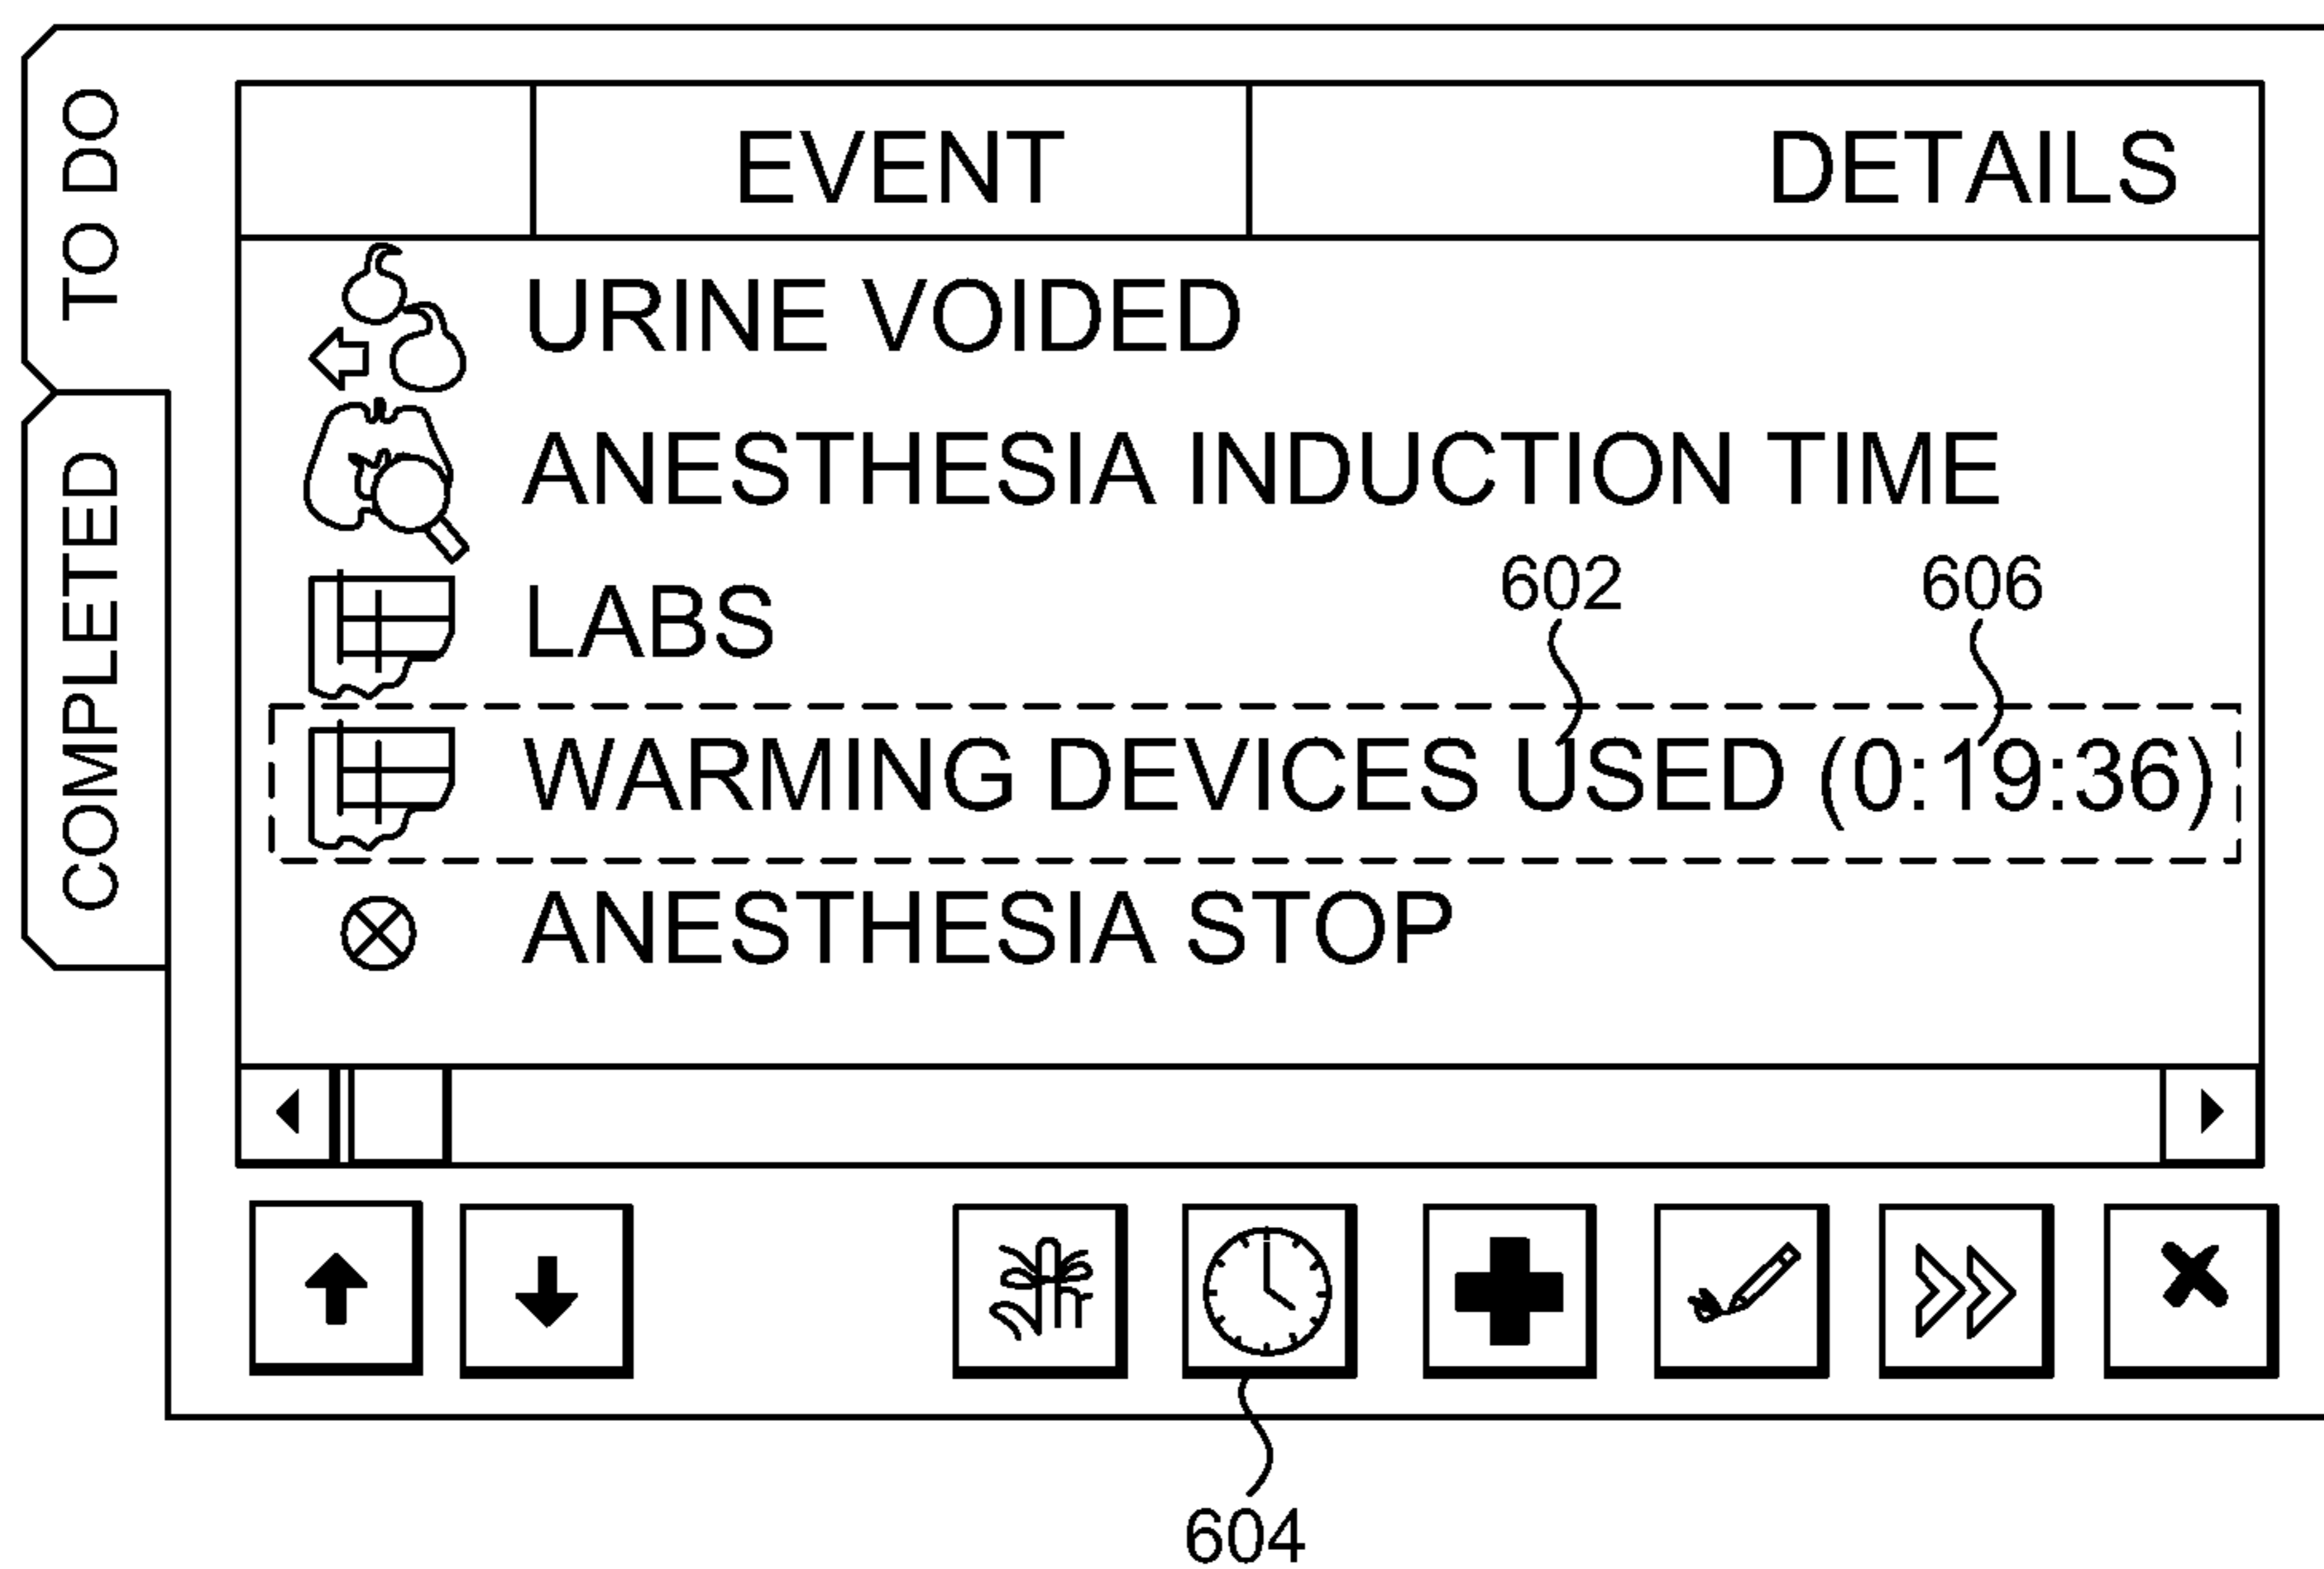 TO DO
COMPLETED
EVENT DETAILS
URINE VOIDED
ANESTHESIA INDUCTION TIME
LABS
602 606
WARMING DEVICES USED (0:19:36)
ANESTHESIA STOP
604